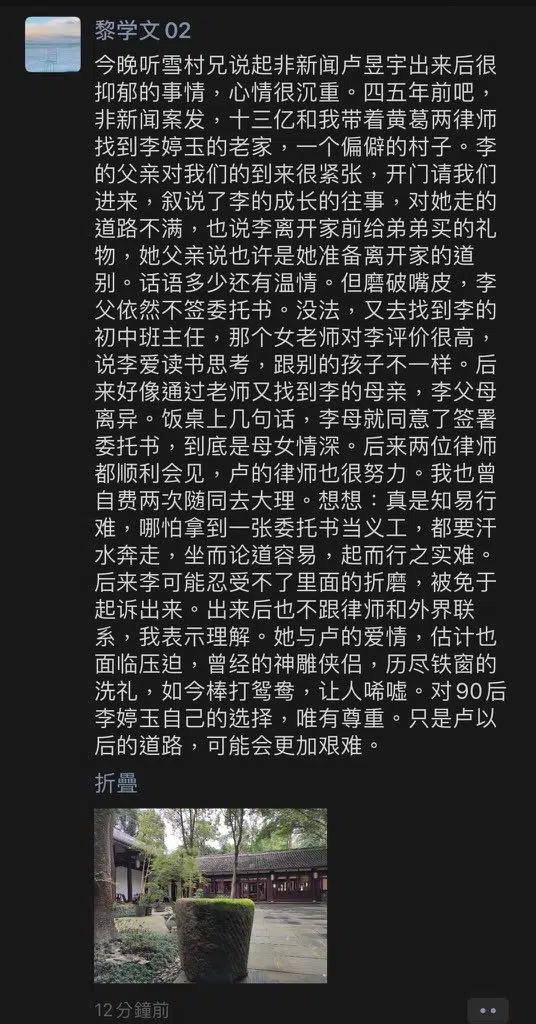 黎学文 02
今晚听雪村兄说起非新闻卢昱宇出来后很
抑郁的事情，心情很沉重。四五年前吧，
非新闻案发，十三亿和我带着黄葛两律师
找到李婷玉的老家，一个偏僻的村子。李
的父亲对我们的到来很紧张，开门请我们
进来，叙说了李的成长的往事，对她走的
道路不满，也说李离开家前给弟弟买的礼
物，她父亲说也许是她准备离开家的道
别。话语多少还有温情。但磨破嘴皮，李
父依然不签委托书。没法，又去找到李的
初中班主任，那个女老师对李评价很高，
说李爱读书思考，跟别的孩子不一样。后
来好像通过老师又找到李的母亲，李父母
离异。饭桌上几句话，李母就同意了签署
委托书，到底是母女情深。后来两位律师
都顺利会见，卢的律师也很努力。我也曾
自费两次随同去大理。想想：真是知易行
难，哪怕拿到一张委托书当义工，都要汗
水奔走，坐而论道容易，起而行之实难。
后来李可能忍受不了里面的折磨，被免于
起诉出来。出来后也不跟律师和外界联
系，我表示理解。她与卢的爱情，估计也
面临压迫，曾经的神雕侠侣，历尽铁窗的
洗礼，如今棒打鸳鸯，让人唏嘘。对90后
李婷玉自己的选择，唯有尊重。只是卢以
后的道路，可能会更加艰难。
折疊
12分鐘前